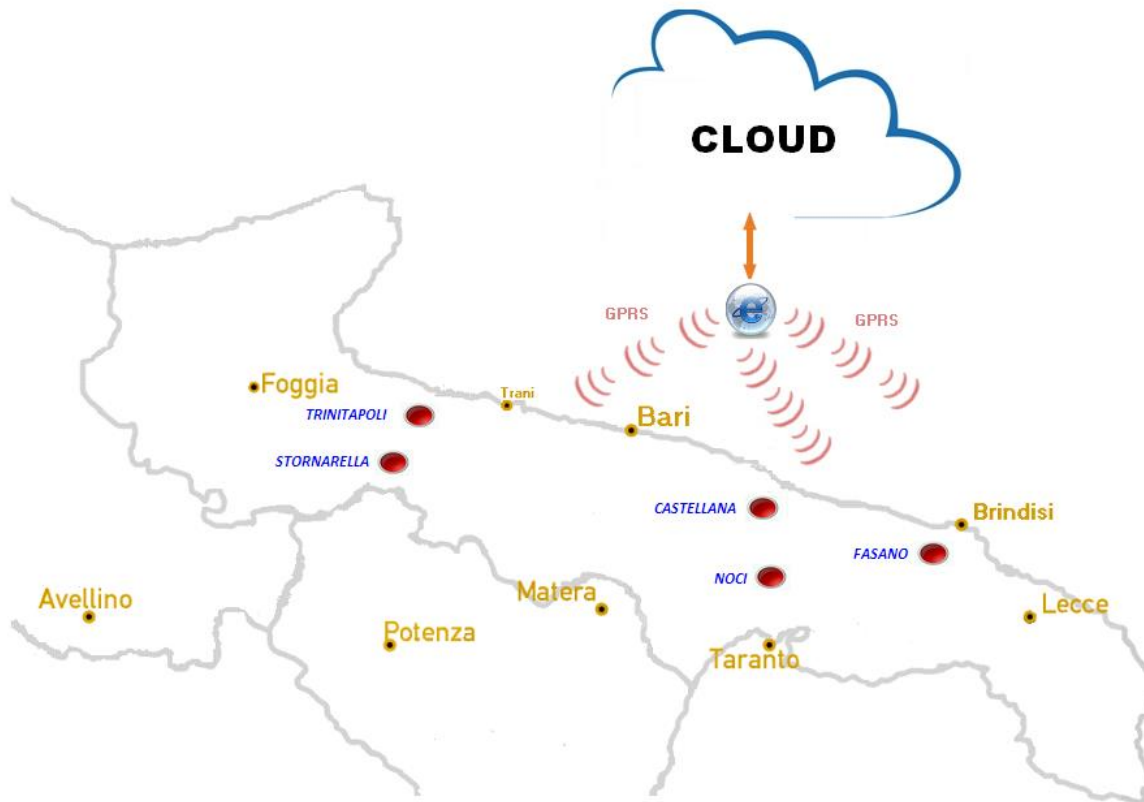 CLOUD
GPRS
GPRS
Foggia
Trani
TRINITAPOLI
Bari
STORNARELLA
CASTELLANA
Brindisi
FASANO
NOCI
Matera
Avellino
Lecce
Potenza
Taranto